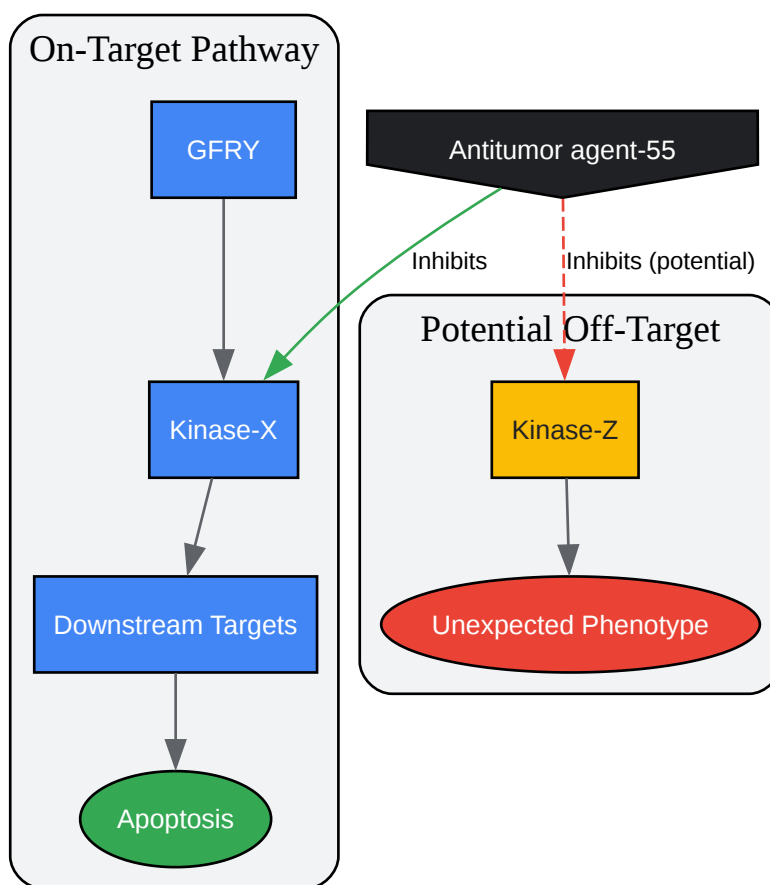 On-Target Pathway
GFRY
Antitumor agent-55
Inhibits
Inhibits (potential)
Potential Off-Target
Kinase-X
Kinase-Z
Downstream Targets
Unexpected Phenotype
Apoptosis